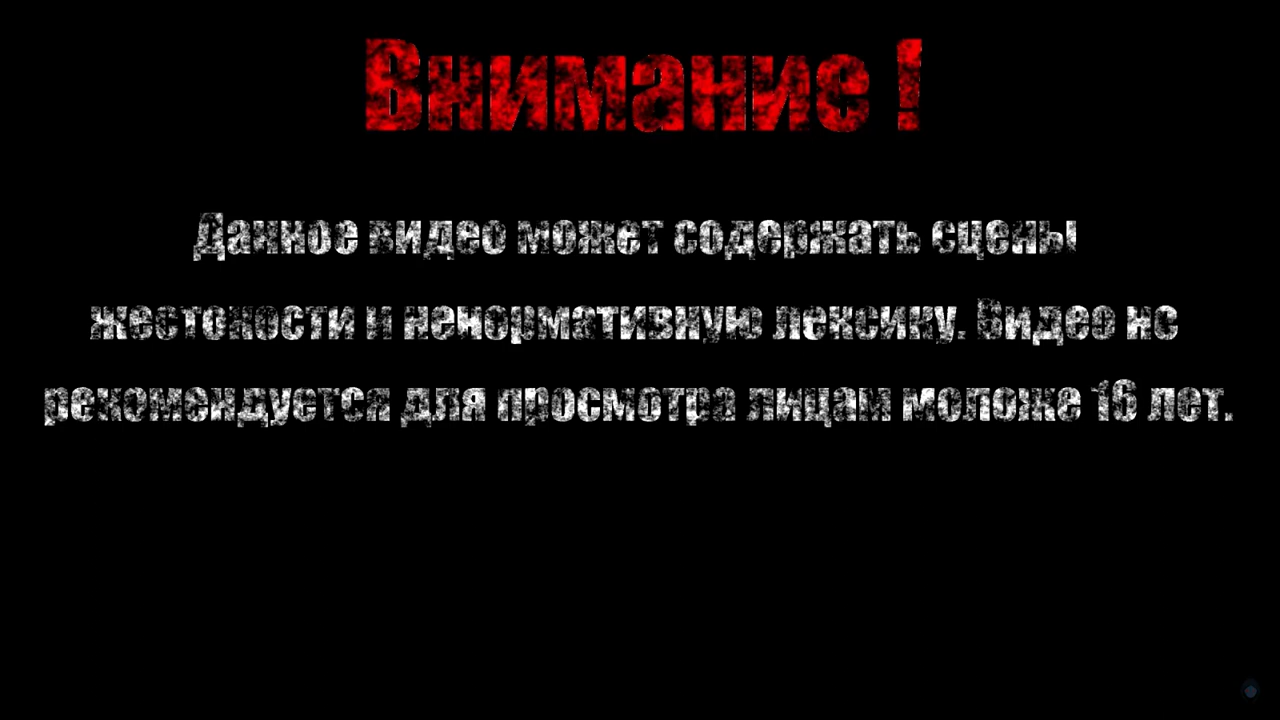 Внимание !
Данное видео может содержать сцены
жестокости и ненормативную лексику. Видео не
рекомендуется для просмотра лицам моложе 16 лет.